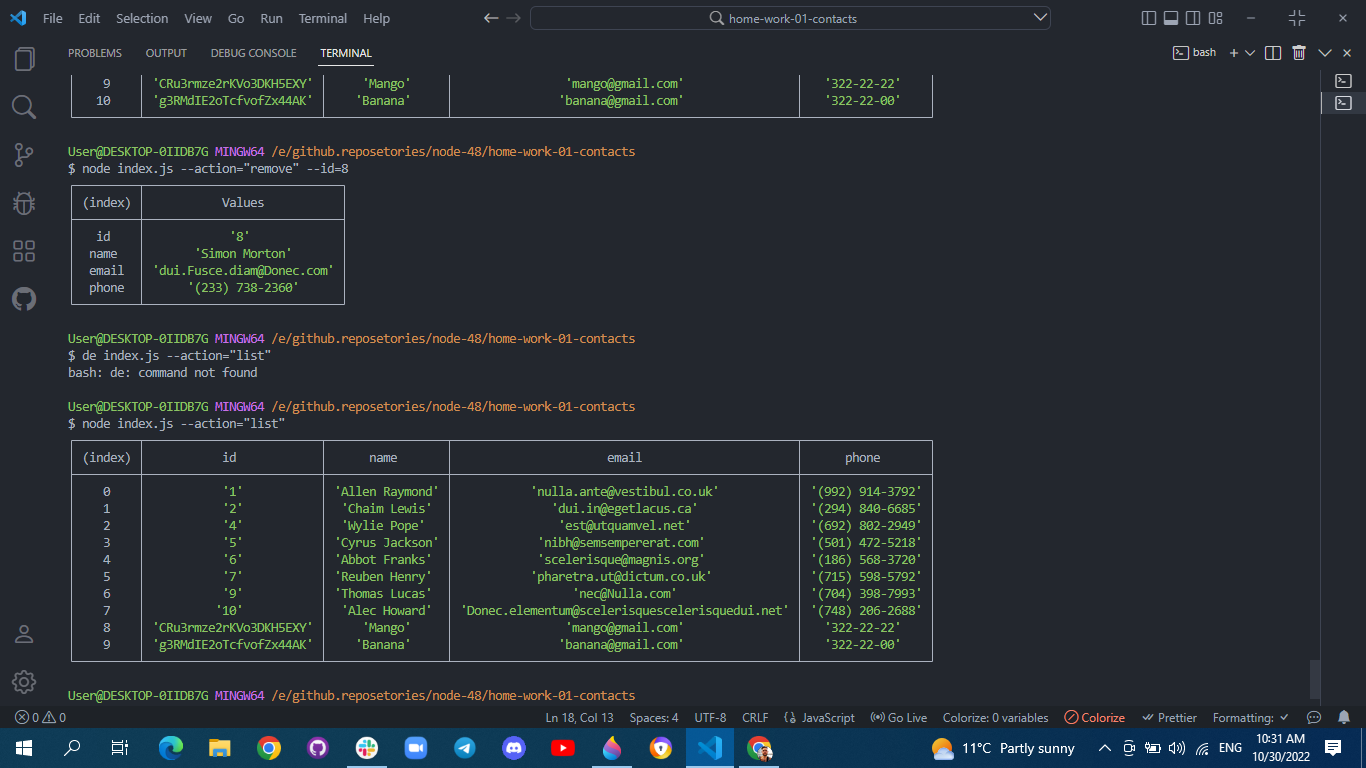 File Edit Selection View Go Run Terminal Help home-work-01-contacts
PROBLEMS OUTPUT DEBUG CONSOLE TERMINAL bash
9 'CRu3rmze2rKVo3DKH5EXY' 'Mango' 'mango@gmail.com' '322-22-22'
10 'g3RMdIE2oTcfvofZx44AK' 'Banana' 'banana@gmail.com' '322-22-00'
User@DESKTOP-0IIDB7G MINGW64 /e/github.reposetories/node-48/home-work-01-contacts
$ node index.js --action="remove" --id=8
(index) Values
id '8'
name 'Simon Morton'
email 'dui.Fusce.diam@Donec.com'
phone '(233) 738-2360'
User@DESKTOP-0IIDB7G MINGW64 /e/github.reposetories/node-48/home-work-01-contacts
$ de index.js --action="list"
bash: de: command not found
User@DESKTOP-0IIDB7G MINGW64 /e/github.reposetories/node-48/home-work-01-contacts
$ node index.js --action="list"
(index) id name email phone
0 '1' 'Allen Raymond' 'nulla.ante@vestibul.co.uk' '(992) 914-3792'
1 '2' 'Chaim Lewis' 'dui.in@egetlacus.ca' '(294) 840-6685'
2 '4' 'Wylie Pope' 'est@utquamvel.net' '(692) 802-2949'
3 '5' 'Cyrus Jackson' 'nibh@semsempererat.com' '(501) 472-5218'
4 '6' 'Abbot Franks' 'scelerisque@magnis.org' '(186) 568-3720'
5 '7' 'Reuben Henry' 'pharetra.ut@dictum.co.uk' '(715) 598-5792'
6 '9' 'Thomas Lucas' 'nec@Nulla.com' '(704) 398-7993'
7 '10' 'Alec Howard' 'Donec.elementum@scelerisquescelerisquedui.net' '(748) 206-2688'
8 'CRu3rmze2rKVo3DKH5EXY' 'Mango' 'mango@gmail.com' '322-22-22'
9 'g3RMdIE2oTcfvofZx44AK' 'Banana' 'banana@gmail.com' '322-22-00'
User@DESKTOP-0IIDB7G MINGW64 /e/github.reposetories/node-48/home-work-01-contacts
0 0 Ln 18, Col 13 Spaces: 4 UTF-8 CRLF JavaScript Go Live Colorize: 0 variables Colorize Prettier Formatting:
11°C Partly sunny ENG 10:31 AM
10/30/2022